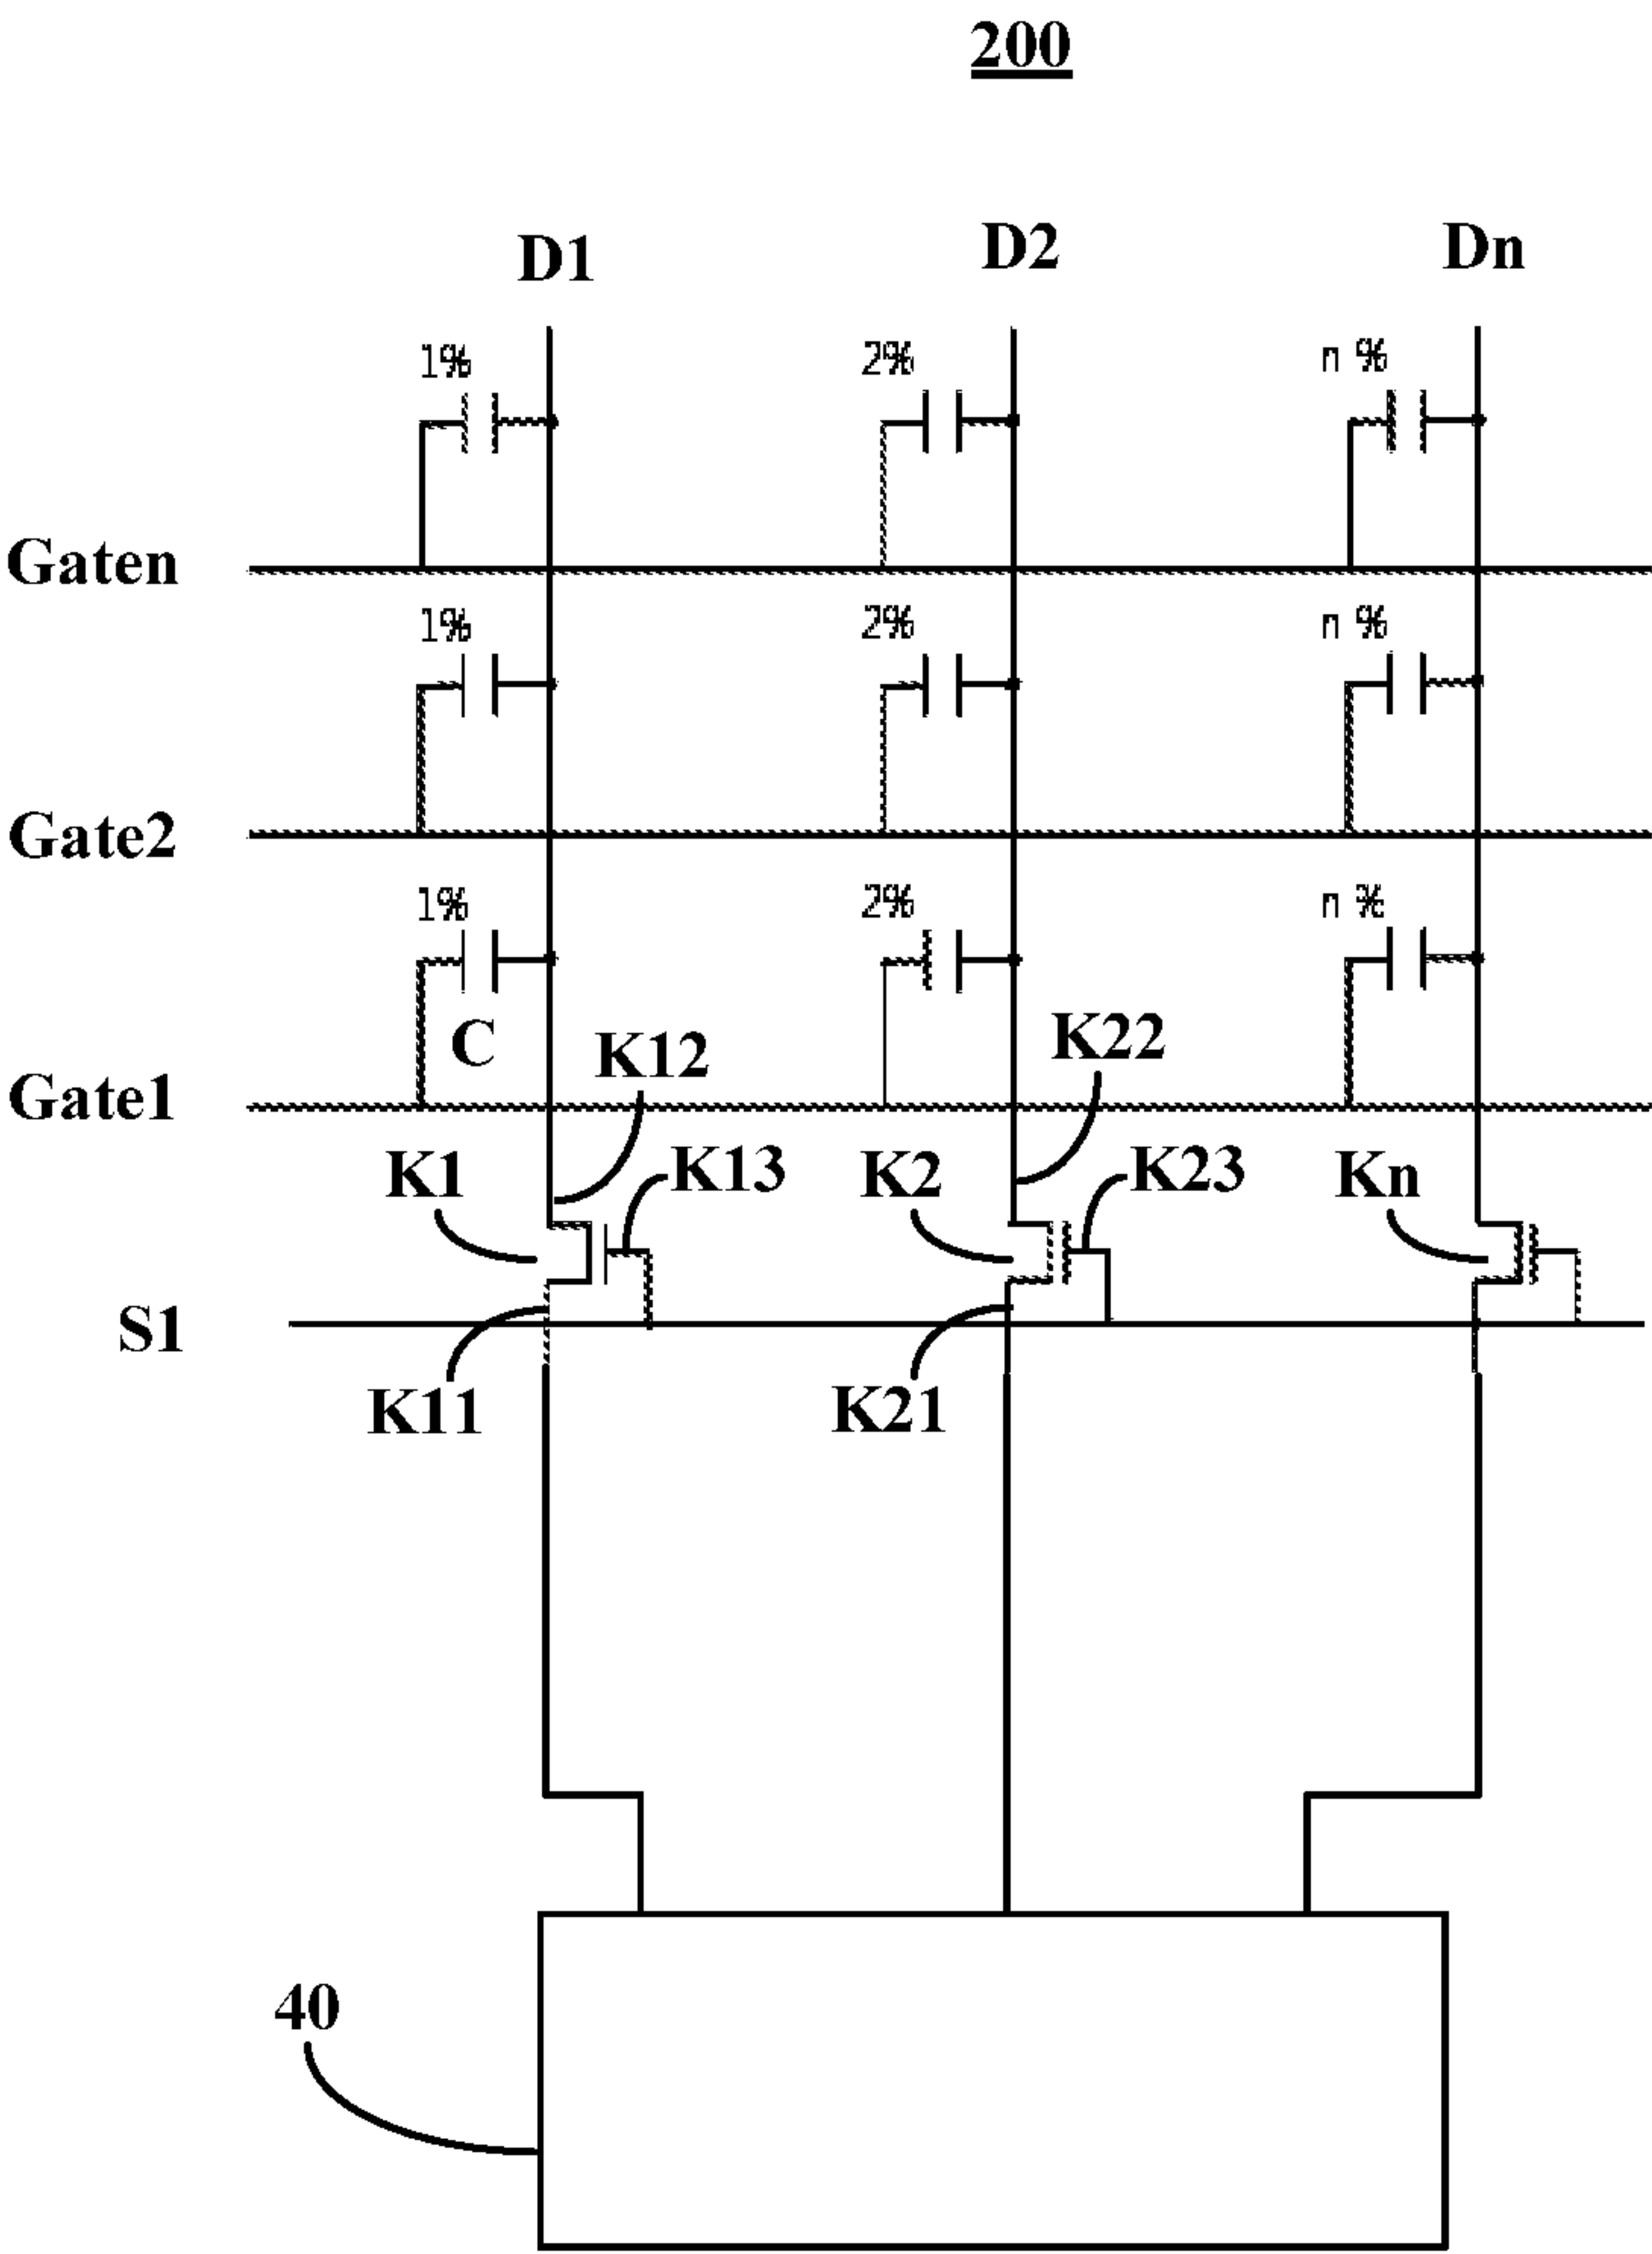 200
D1 D2 Dn
1% 2% n%
Gaten
1% 2% n%
Gate2
1% 2% n%
C K12 K22
Gate1
K1 K13 K2 K23 Kn
S1
K11 K21
40